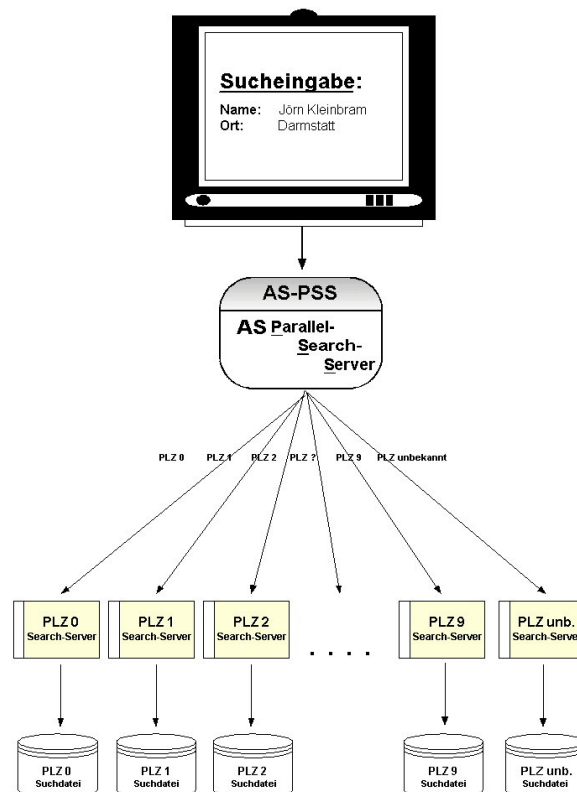 Sucheingabe:
Name: Jörn Kleinbram
Ort: Darmstatt
AS-PSS
AS Parallel-
Search-
Server
PLZ 0 PLZ 1 PLZ 2 PLZ ? PLZ 9 PLZ unbekannt
PLZ 0 PLZ 1 PLZ 2 PLZ 9 PLZ unb.
Search-Server Search-Server Search-Server . . . . Search-Server Search-Server
PLZ 0 PLZ 1 PLZ 2 PLZ 9 PLZ unb.
Suchdatei Suchdatei Suchdatei Suchdatei Suchdatei